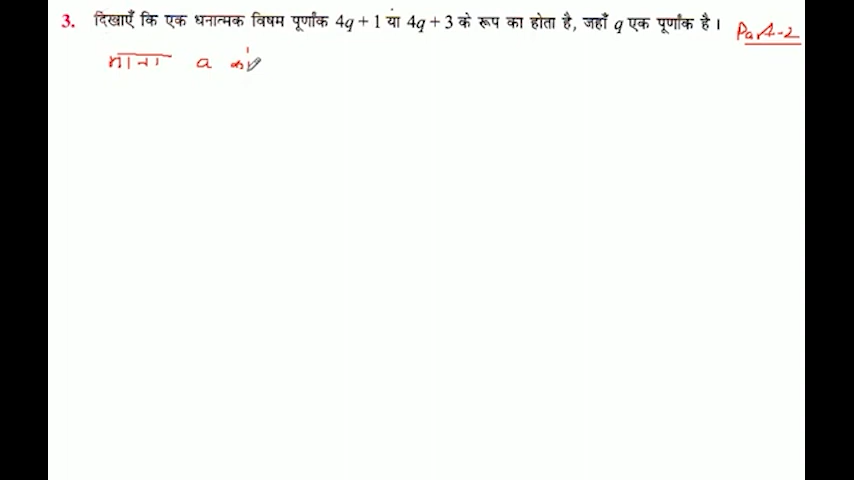 3. दिखाएँ कि एक धनात्मक विषम पूर्णांक 4q + 1 या 4q + 3 के रूप का होता है, जहाँ q एक पूर्णांक है।
Part-2
माना a